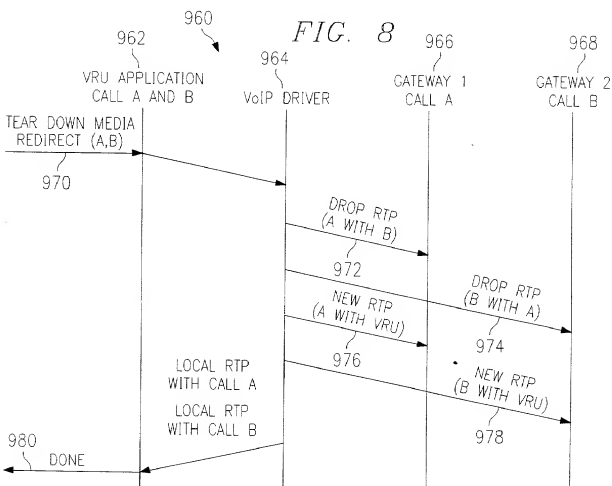 960
FIG. 8
962
964
966
968
VRU APPLICATION
CALL A AND B
VoIP DRIVER
GATEWAY 1
CALL A
GATEWAY 2
CALL B
TEAR DOWN MEDIA
REDIRECT (A,B)
970
DROP RTP
(A WITH B)
972
DROP RTP
(B WITH A)
974
NEW RTP
(A WITH VRU)
976
NEW RTP
(B WITH VRU)
978
LOCAL RTP
WITH CALL A
LOCAL RTP
WITH CALL B
980
DONE